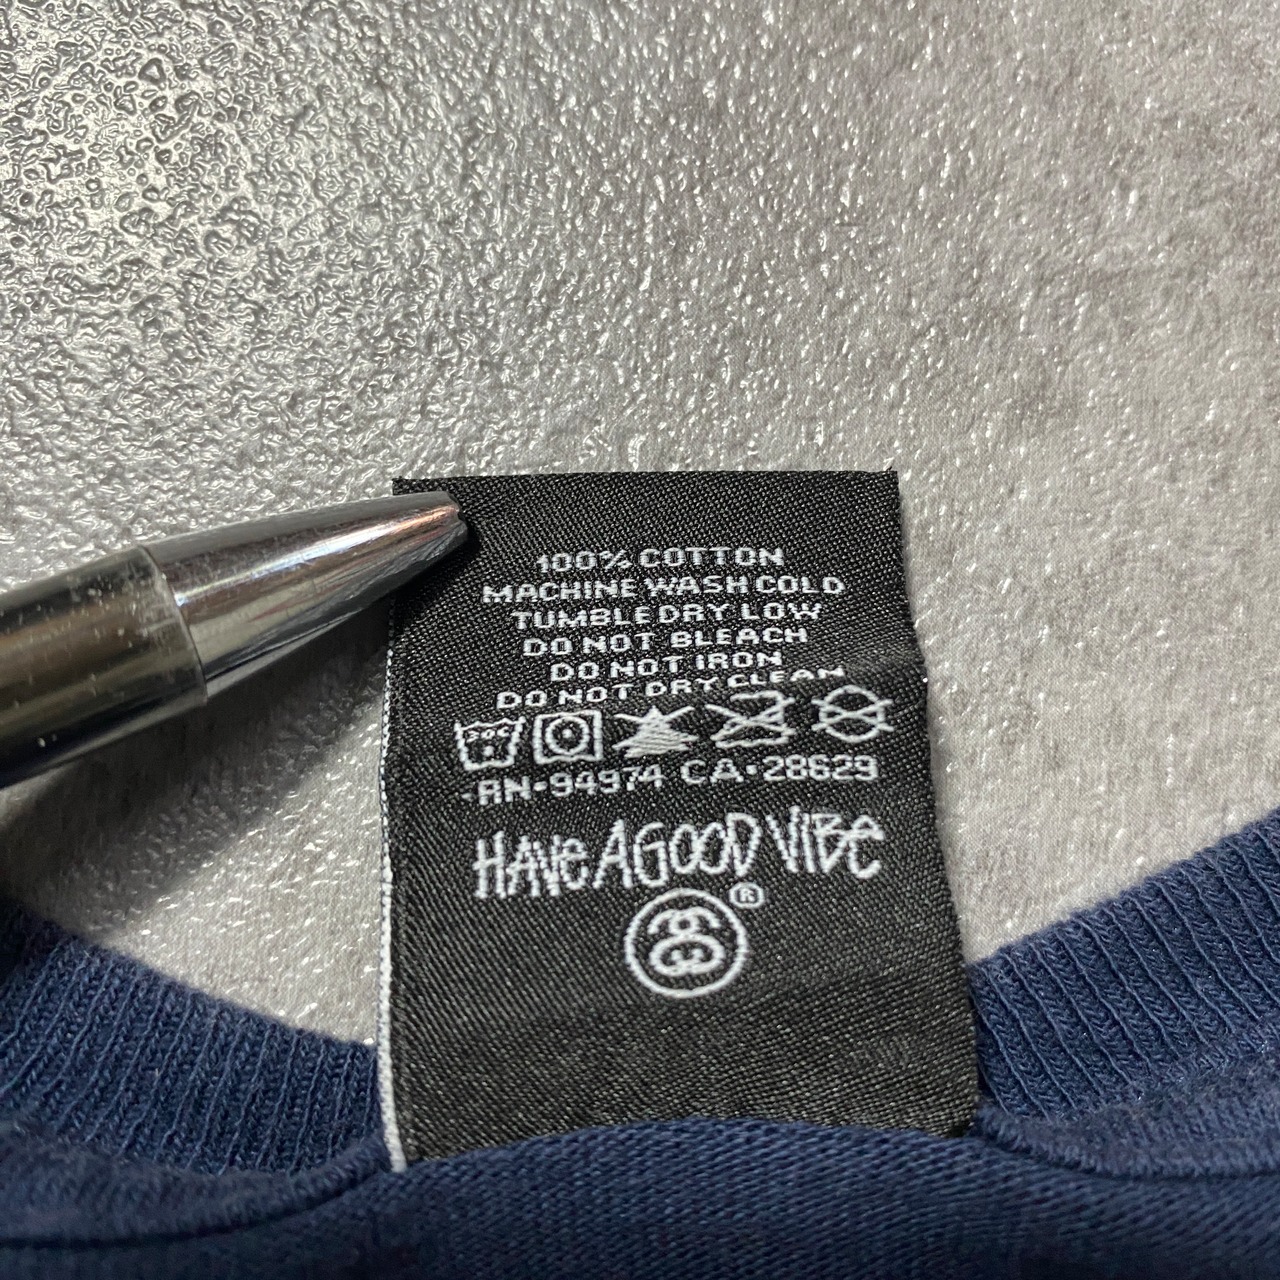 100% COTTON
MACHINE WASH COLD
TUMBLE DRY LOW
DO NOT BLEACH
DO NOT IRON
DO NOT DRY CLEAN
30C
RN•94974 CA•28629
HAVE A GOOD VIBE
®